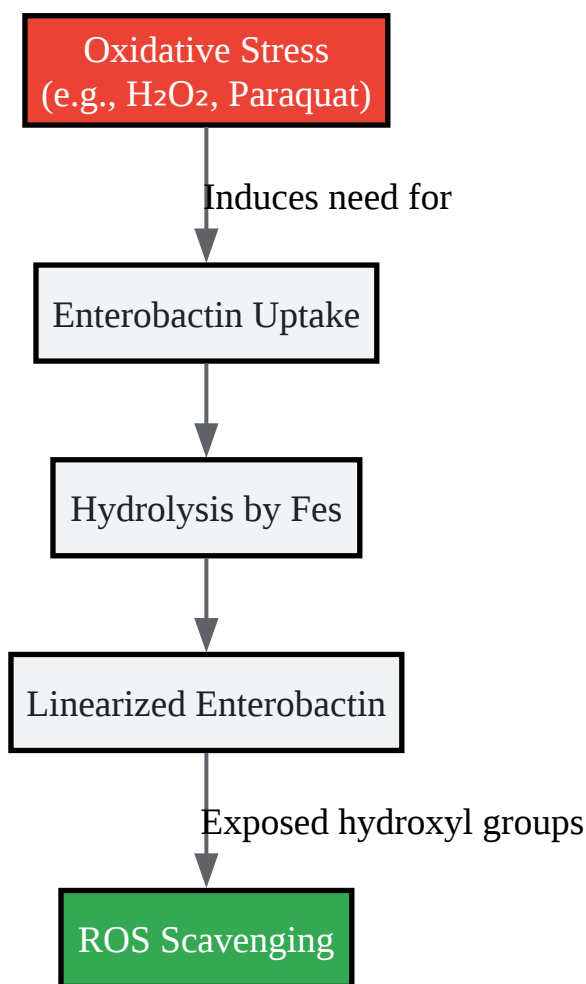 Oxidative Stress
(e.g., H₂O₂, Paraquat)
Induces need for
Enterobactin Uptake
Hydrolysis by Fes
Linearized Enterobactin
Exposed hydroxyl groups
ROS Scavenging